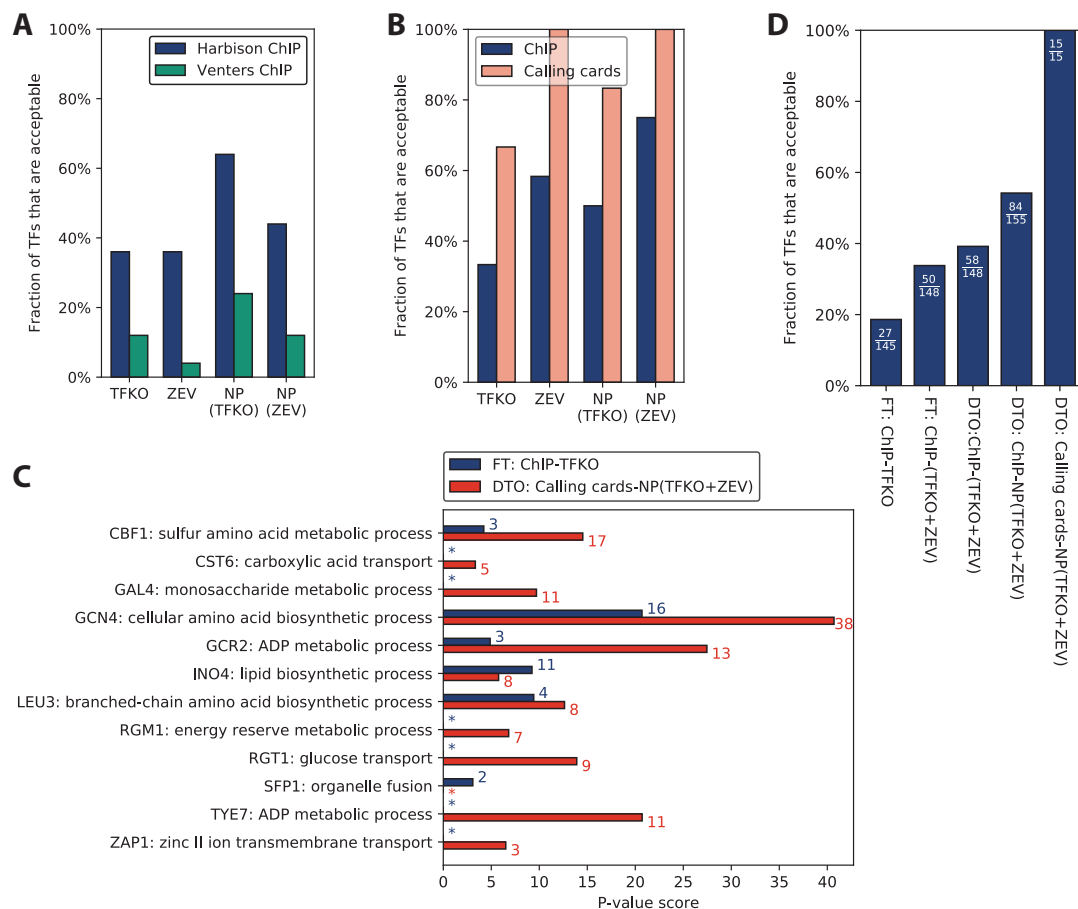 A
Fraction of TFs that are acceptable
100%
80%
60%
40%
20%
0%
Harbison ChIP
Venters ChIP
TFKO
ZEV
NP
(TFKO)
NP
(ZEV)
B
Fraction of TFs that are acceptable
100%
80%
60%
40%
20%
0%
ChIP
Calling cards
TFKO
ZEV
NP
(TFKO)
NP
(ZEV)
D
Fraction of TFs that are acceptable
100%
80%
60%
40%
20%
0%
27
145
50
148
58
148
84
155
15
15
FT: ChIP-TFKO
FT: ChIP-(TFKO+ZEV)
DTO:ChIP-(TFKO+ZEV)
DTO: ChIP-NP(TFKO+ZEV)
DTO: Calling cards-NP(TFKO+ZEV)
C
FT: ChIP-TFKO
DTO: Calling cards-NP(TFKO+ZEV)
CBF1: sulfur amino acid metabolic process
3
17
CST6: carboxylic acid transport
*
5
GAL4: monosaccharide metabolic process
*
11
GCN4: cellular amino acid biosynthetic process
16
38
GCR2: ADP metabolic process
3
13
INO4: lipid biosynthetic process
11
8
LEU3: branched-chain amino acid biosynthetic process
4
8
RGM1: energy reserve metabolic process
*
7
RGT1: glucose transport
*
9
SFP1: organelle fusion
2
*
TYE7: ADP metabolic process
*
11
ZAP1: zinc II ion transmembrane transport
*
3
0 5 10 15 20 25 30 35 40
P-value score